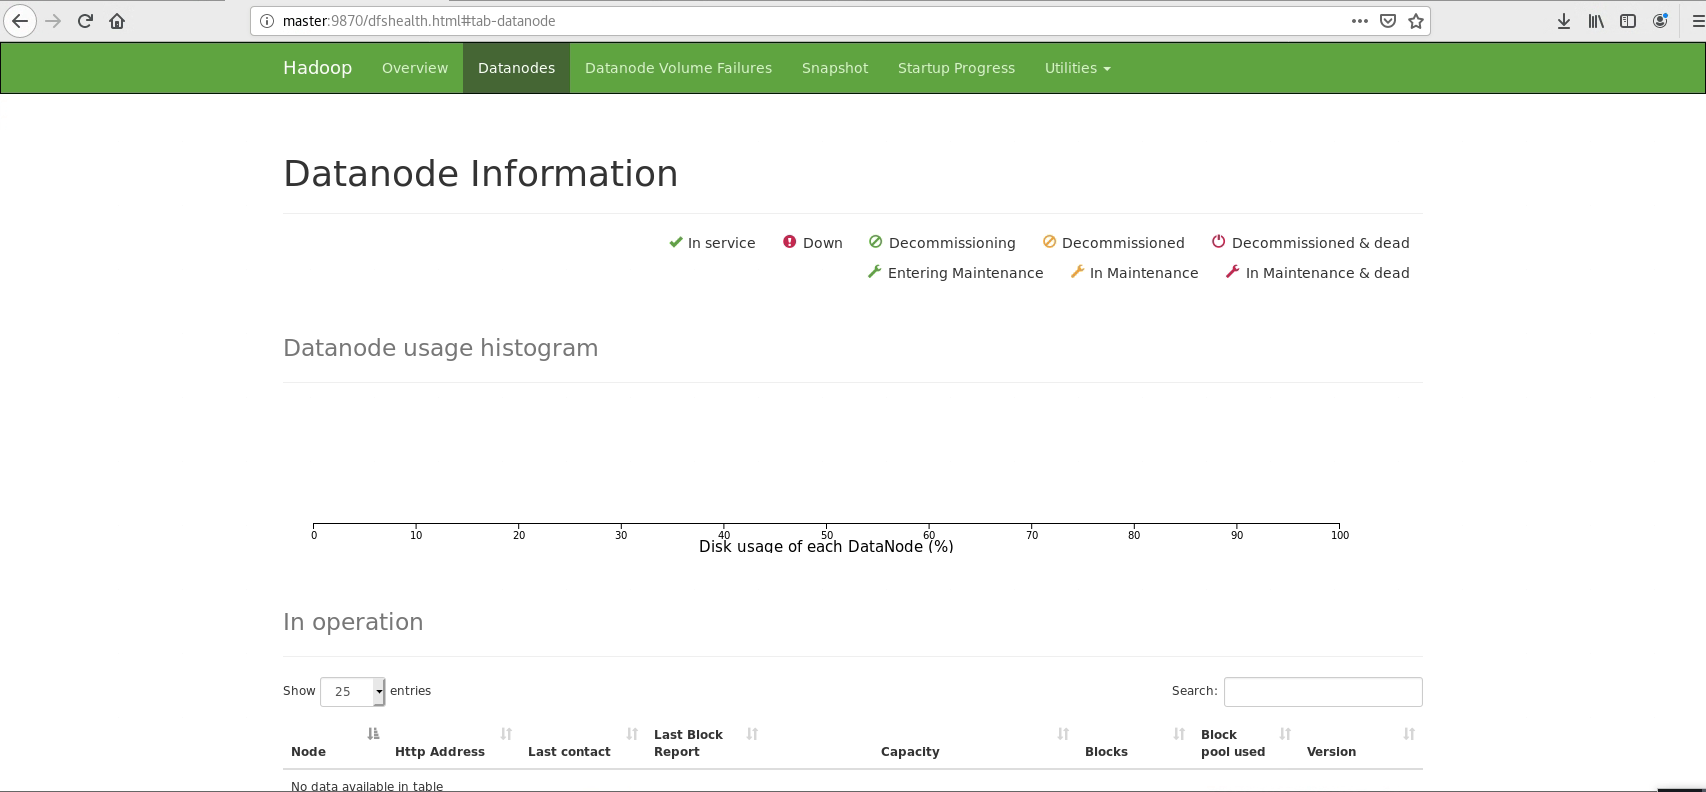 master:9870/dfshealth.html#tab-datanode
Hadoop Overview Datanodes Datanode Volume Failures Snapshot Startup Progress Utilities
Datanode Information
In service Down Decommissioning Decommissioned Decommissioned & dead
Entering Maintenance In Maintenance In Maintenance & dead
Datanode usage histogram
0 10 20 30 40 50 60 70 80 90 100
Disk usage of each DataNode (%)
In operation
Show 25 entries Search:
Node Http Address Last contact Last Block Report Capacity Blocks Block pool used Version
No data available in table